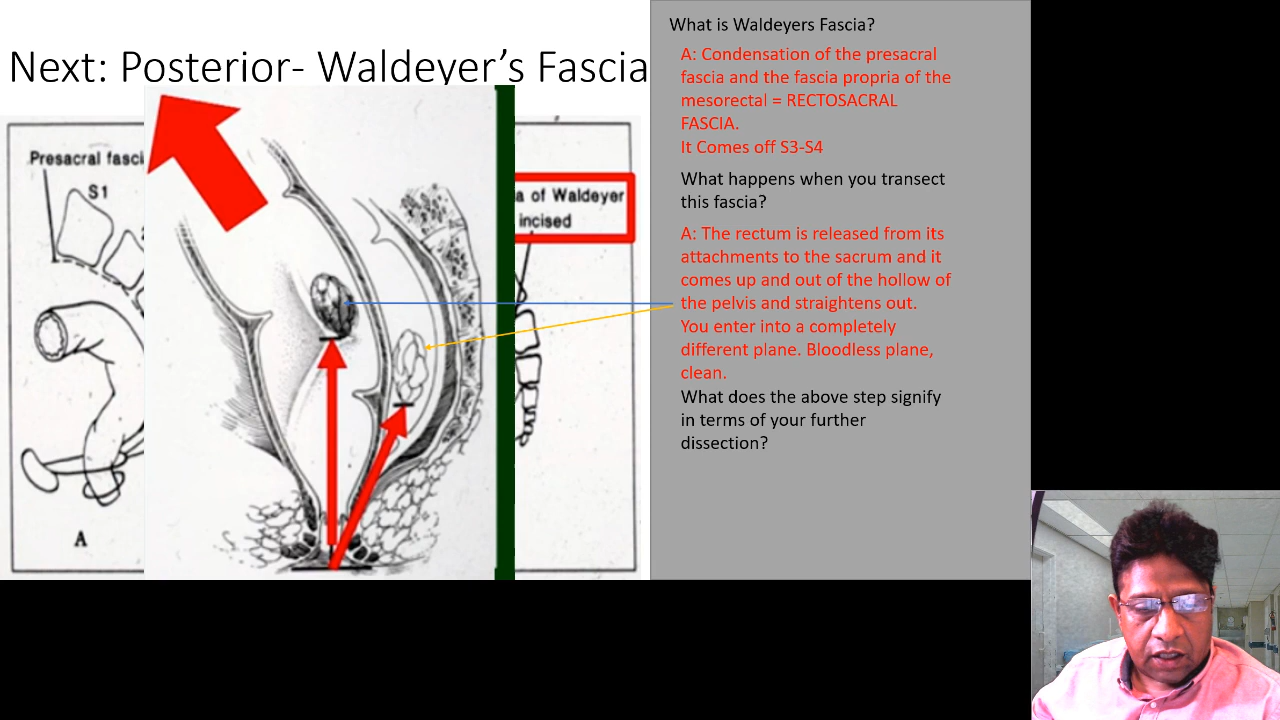 Next: Posterior- Waldeyer's Fascia
Presacral fasci
S1
a of Waldeyer
incised
A
What is Waldeyers Fascia?
A: Condensation of the presacral
fascia and the fascia propria of the
mesorectal = RECTOSACRAL
FASCIA.
It Comes off S3-S4
What happens when you transect
this fascia?
A: The rectum is released from its
attachments to the sacrum and it
comes up and out of the hollow of
the pelvis and straightens out.
You enter into a completely
different plane. Bloodless plane,
clean.
What does the above step signify
in terms of your further
dissection?